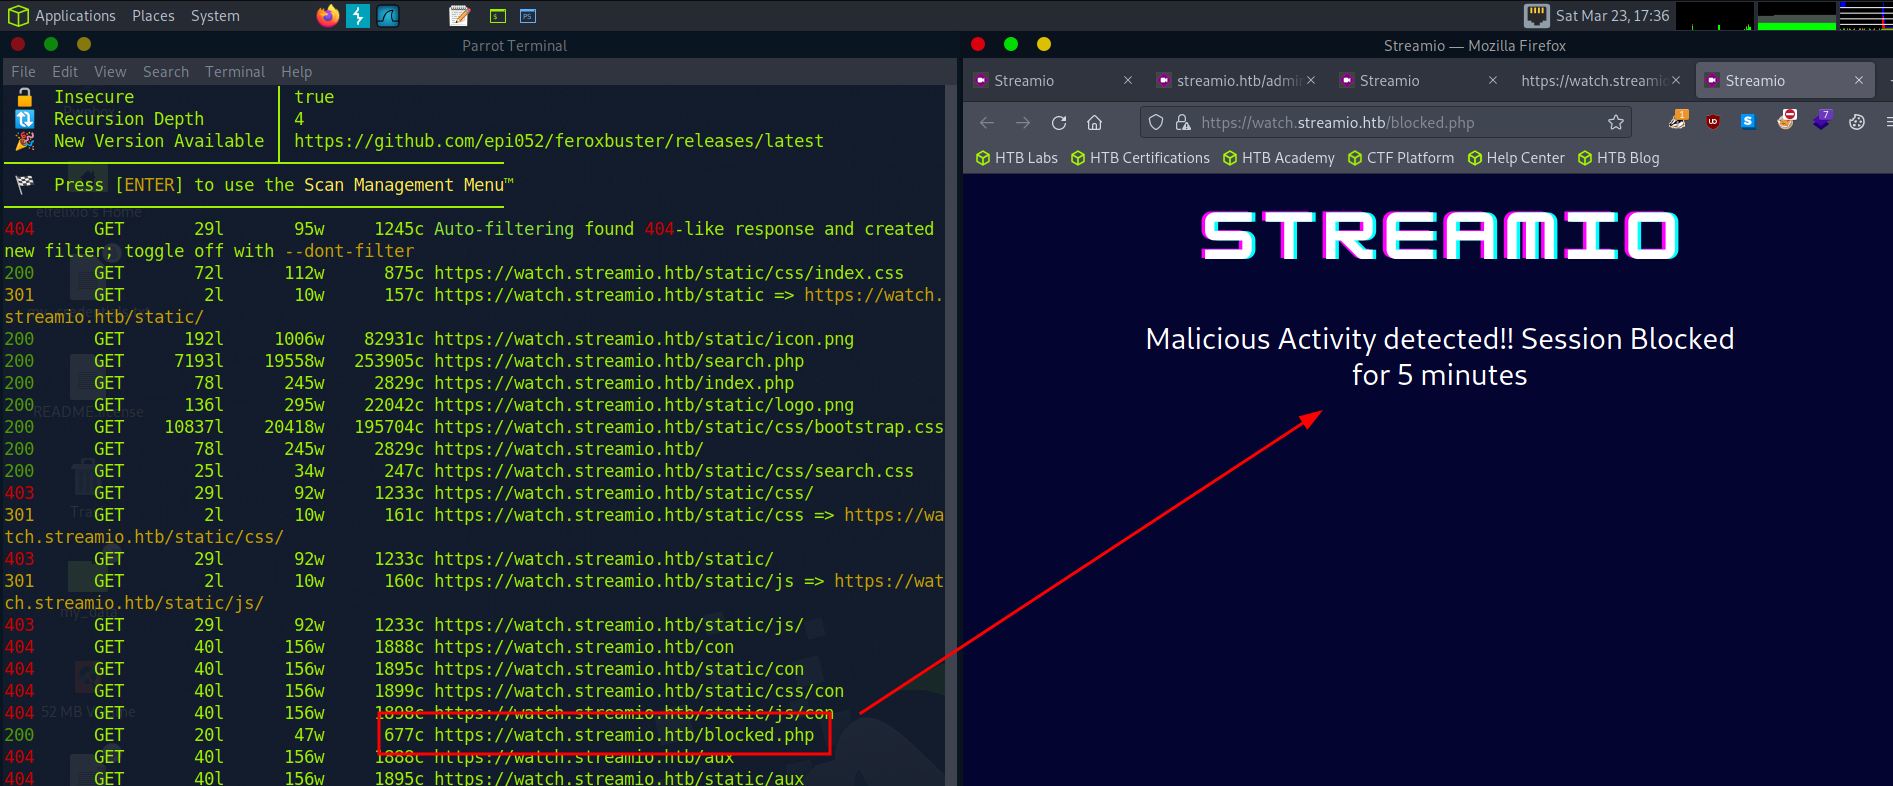 Applications Places System
Sat Mar 23, 17:36
Parrot Terminal
File Edit View Search Terminal Help
Insecure │ true
Recursion Depth │ 4
New Version Available │ https://github.com/epi052/feroxbuster/releases/latest
Press [ENTER] to use the Scan Management Menu™
404 GET 29l 95w 1245c Auto-filtering found 404-like response and created
new filter; toggle off with --dont-filter
200 GET 72l 112w 875c https://watch.streamio.htb/static/css/index.css
301 GET 2l 10w 157c https://watch.streamio.htb/static => https://watch.
streamio.htb/static/
200 GET 192l 1006w 82931c https://watch.streamio.htb/static/icon.png
200 GET 7193l 19558w 253905c https://watch.streamio.htb/search.php
200 GET 78l 245w 2829c https://watch.streamio.htb/index.php
200 GET 136l 295w 22042c https://watch.streamio.htb/static/logo.png
200 GET 10837l 20418w 195704c https://watch.streamio.htb/static/css/bootstrap.css
200 GET 78l 245w 2829c https://watch.streamio.htb/
200 GET 25l 34w 247c https://watch.streamio.htb/static/css/search.css
403 GET 29l 92w 1233c https://watch.streamio.htb/static/css/
301 GET 2l 10w 161c https://watch.streamio.htb/static/css => https://wa
tch.streamio.htb/static/css/
403 GET 29l 92w 1233c https://watch.streamio.htb/static/
301 GET 2l 10w 160c https://watch.streamio.htb/static/js => https://wat
ch.streamio.htb/static/js/
403 GET 29l 92w 1233c https://watch.streamio.htb/static/js/
404 GET 40l 156w 1888c https://watch.streamio.htb/con
404 GET 40l 156w 1895c https://watch.streamio.htb/static/con
404 GET 40l 156w 1899c https://watch.streamio.htb/static/css/con
404 GET 40l 156w 1898c https://watch.streamio.htb/static/js/con
200 GET 20l 47w 677c https://watch.streamio.htb/blocked.php
404 GET 40l 156w 1888c https://watch.streamio.htb/aux
404 GET 40l 156w 1895c https://watch.streamio.htb/static/aux
elfelixio's Home
README.license
my_data
52 MB
Streamio — Mozilla Firefox
Streamio streamio.htb/admi Streamio https://watch.streamio Streamio
https://watch.streamio.htb/blocked.php
1 7
HTB Labs HTB Certifications HTB Academy CTF Platform Help Center HTB Blog
STREAMIO
Malicious Activity detected!! Session Blocked
for 5 minutes